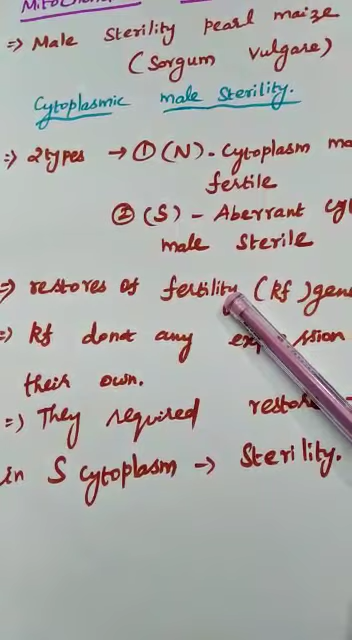 => Male Sterility pearl maize
(Sorgum Vulgare)
Cytoplasmic male Sterility.
=> 2types → ① (N) - Cytoplasm
fertile
② (S) - Aberrant
male sterile
=> restores of fertility (Rf) gene
=> Rf donot any
their own.
=> They required restore
in S cytoplasm → Sterility.